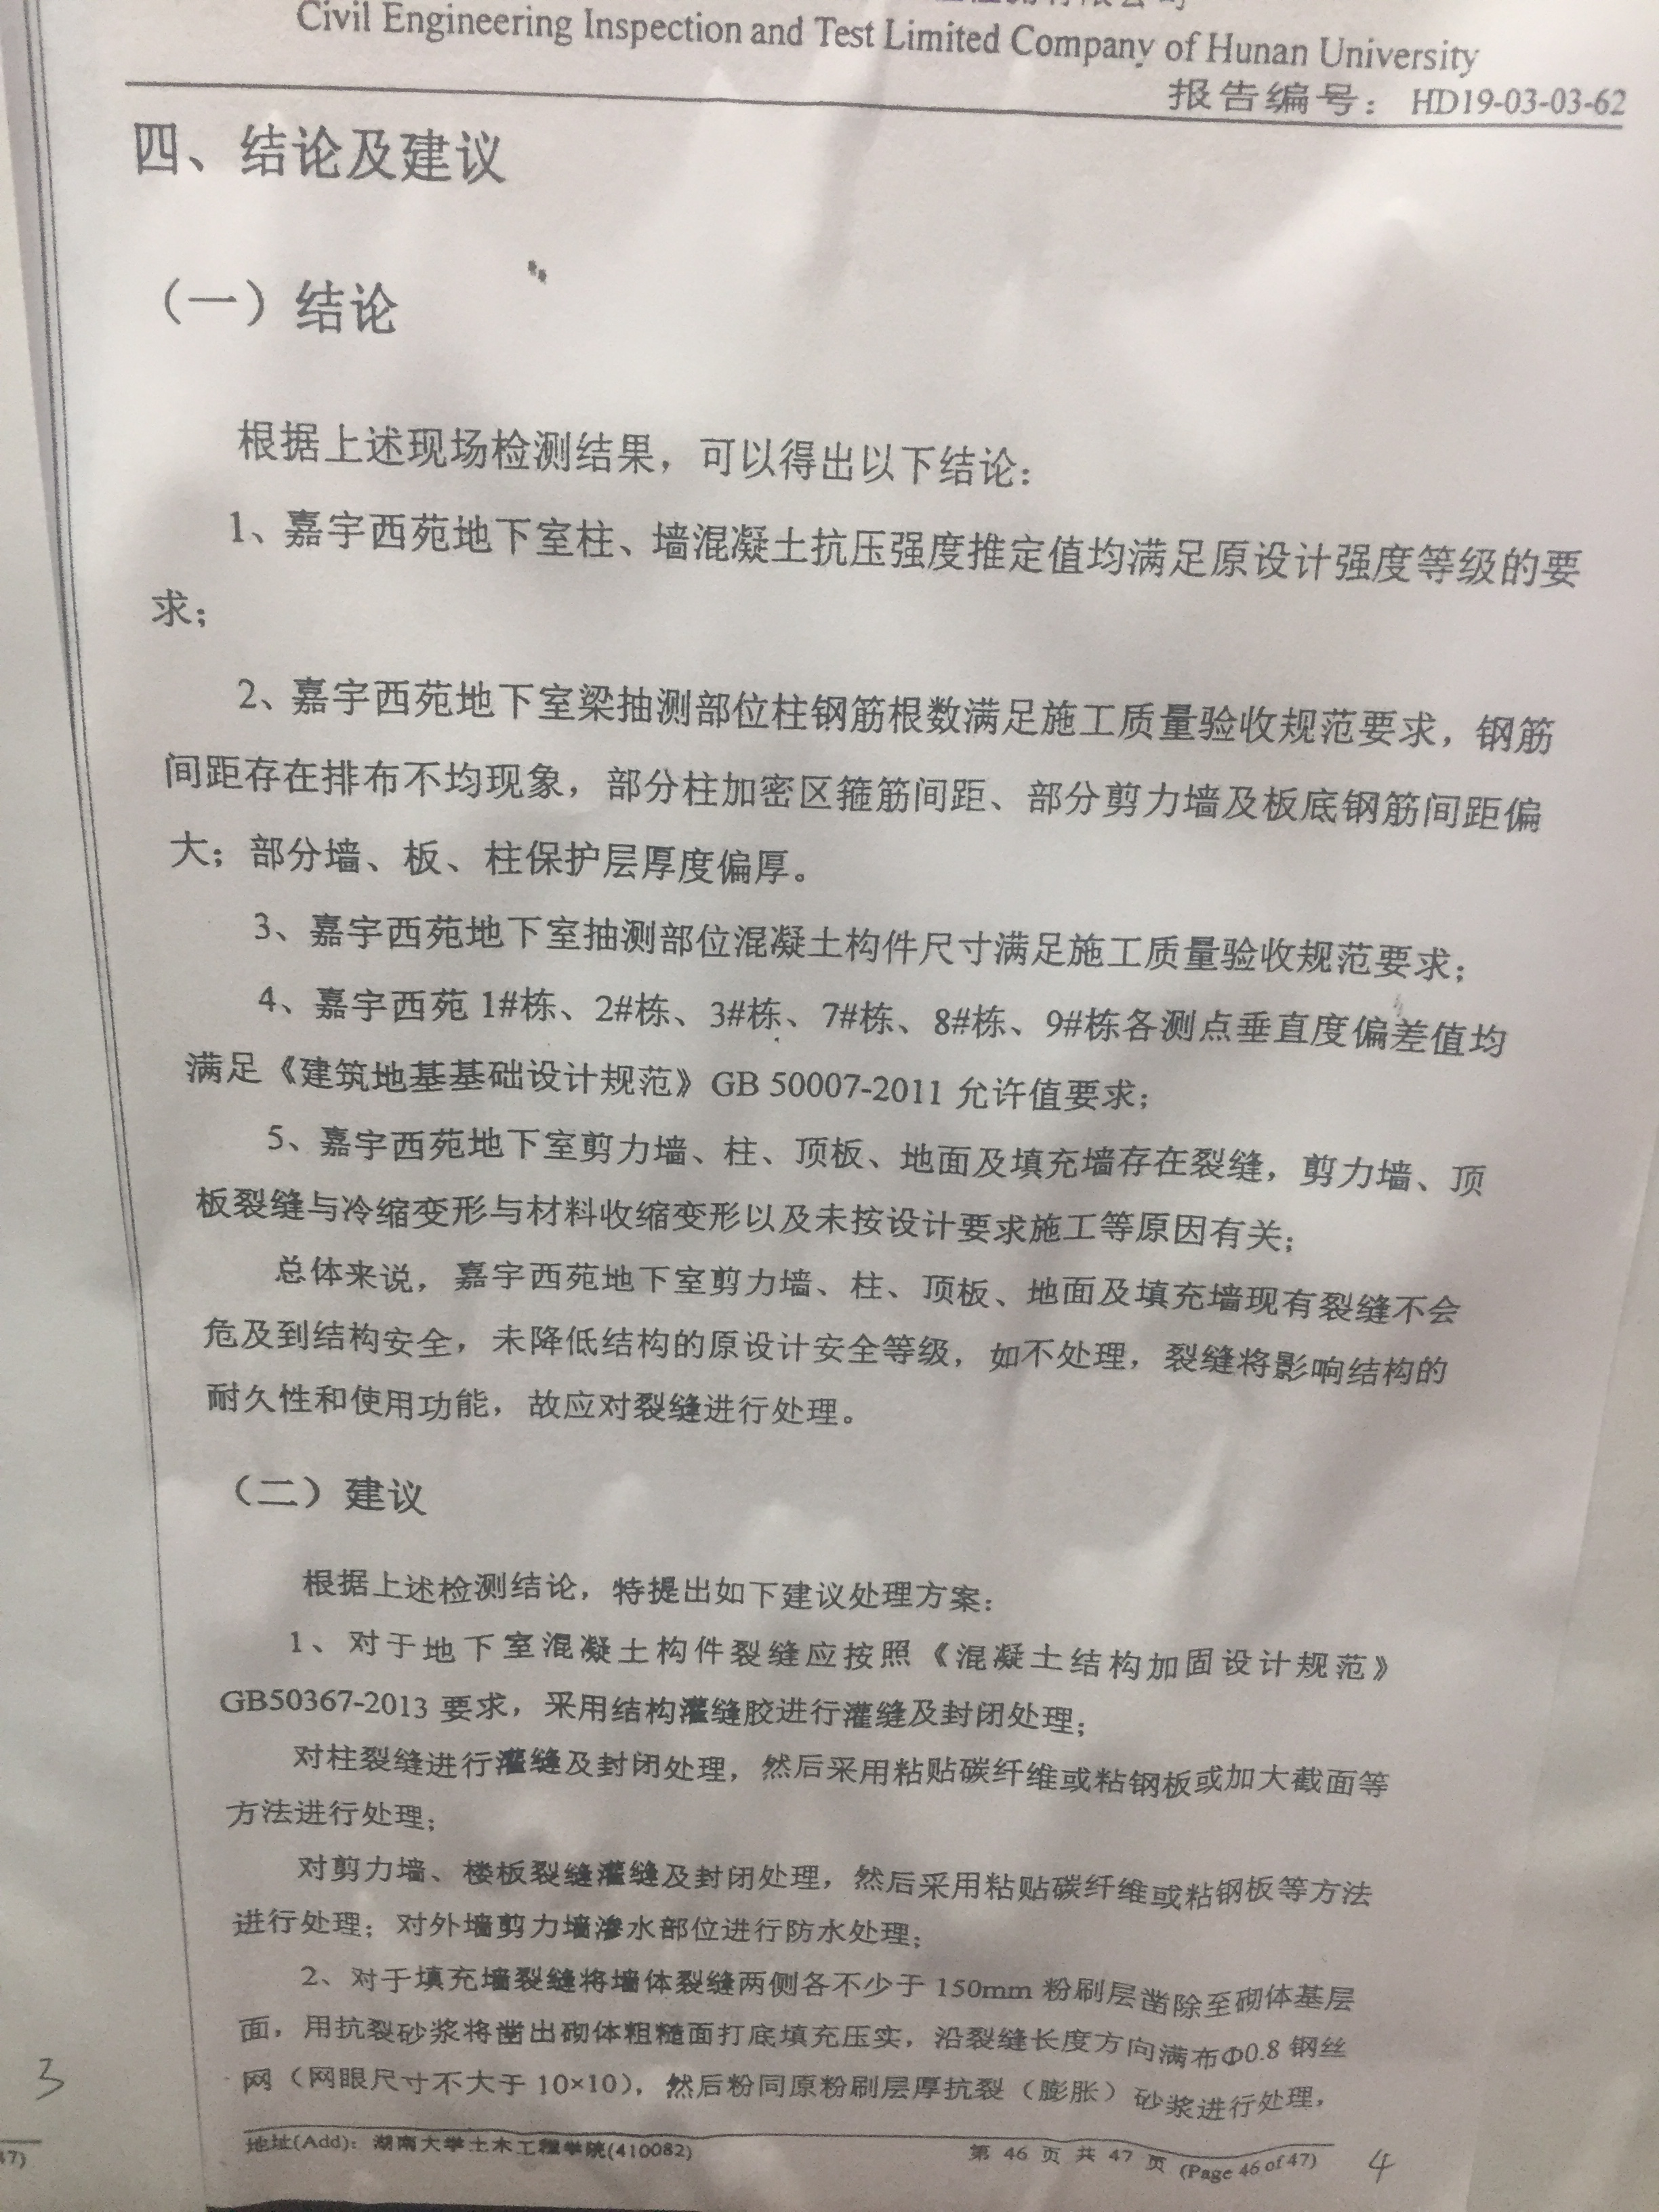 Civil Engineering Inspection and Test Limited Company of Hunan University
报告编号： HD19-03-03-62
四、结论及建议
（一）结论
根据上述现场检测结果，可以得出以下结论：
1、嘉宇西苑地下室柱、墙混凝土抗压强度推定值均满足原设计强度等级的要
求；
2、嘉宇西苑地下室梁抽测部位柱钢筋根数满足施工质量验收规范要求，钢筋
间距存在排布不均现象，部分柱加密区箍筋间距、部分剪力墙及板底钢筋间距偏
大；部分墙、板、柱保护层厚度偏厚。
3、嘉宇西苑地下室抽测部位混凝土构件尺寸满足施工质量验收规范要求；
4、嘉宇西苑 1#栋、2#栋、3#栋、7#栋、8#栋、9#栋各测点垂直度偏差值均
满足《建筑地基基础设计规范》GB 50007-2011 允许值要求；
5、嘉宇西苑地下室剪力墙、柱、顶板、地面及填充墙存在裂缝，剪力墙、顶
板裂缝与冷缩变形与材料收缩变形以及未按设计要求施工等原因有关；
总体来说，嘉宇西苑地下室剪力墙、柱、顶板、地面及填充墙现有裂缝不会
危及到结构安全，未降低结构的原设计安全等级，如不处理，裂缝将影响结构的
耐久性和使用功能，故应对裂缝进行处理。
（二）建议
根据上述检测结论，特提出如下建议处理方案：
1、对于地下室混凝土构件裂缝应按照《混凝土结构加固设计规范》
GB50367-2013 要求，采用结构灌缝胶进行灌缝及封闭处理；
对柱裂缝进行灌缝及封闭处理，然后采用粘贴碳纤维或粘钢板或加大截面等
方法进行处理；
对剪力墙、楼板裂缝灌缝及封闭处理，然后采用粘贴碳纤维或粘钢板等方法
进行处理；对外墙剪力墙渗水部位进行防水处理；
2、对于填充墙裂缝将墙体裂缝两侧各不少于 150mm 粉刷层凿除至砌体基层
面，用抗裂砂浆将凿出砌体粗糙面打底填充压实，沿裂缝长度方向满布Φ0.8 钢丝
网（网眼尺寸不大于 10×10），然后粉同原粉刷层厚抗裂（膨胀）砂浆进行处理，
地址(Add)：湖南大学土木工程学院(410082)
第 46 页 共 47 页 (Page 46 of 47)
4
3
47)